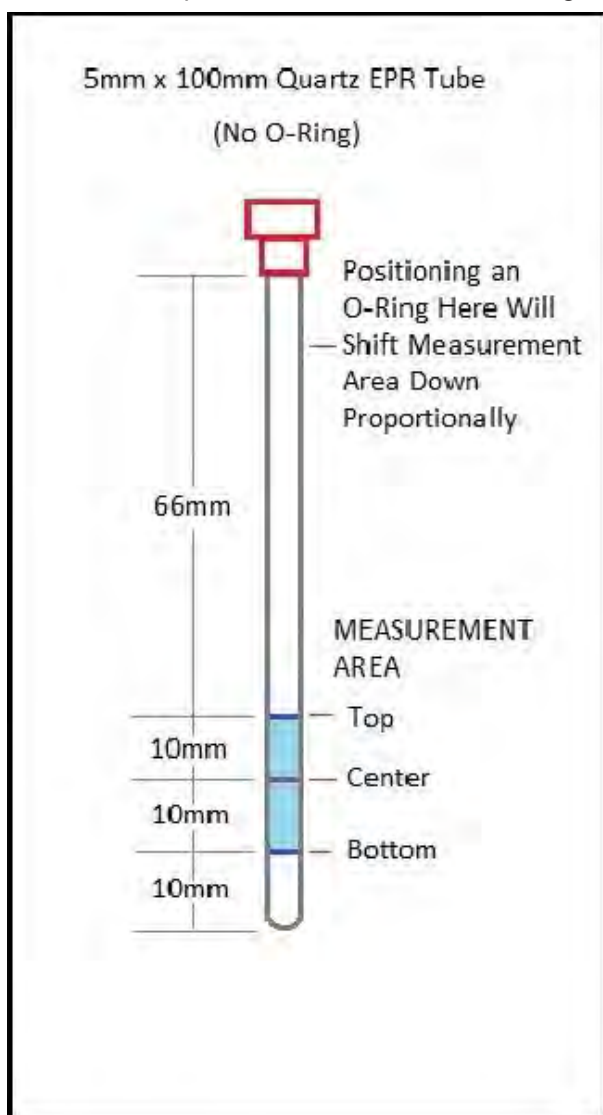 5mm x 100mm Quartz EPR Tube
(No O-Ring)
Positioning an
O-Ring Here Will
Shift Measurement
Area Down
Proportionally
66mm
MEASUREMENT
AREA
Top
10mm
Center
10mm
Bottom
10mm